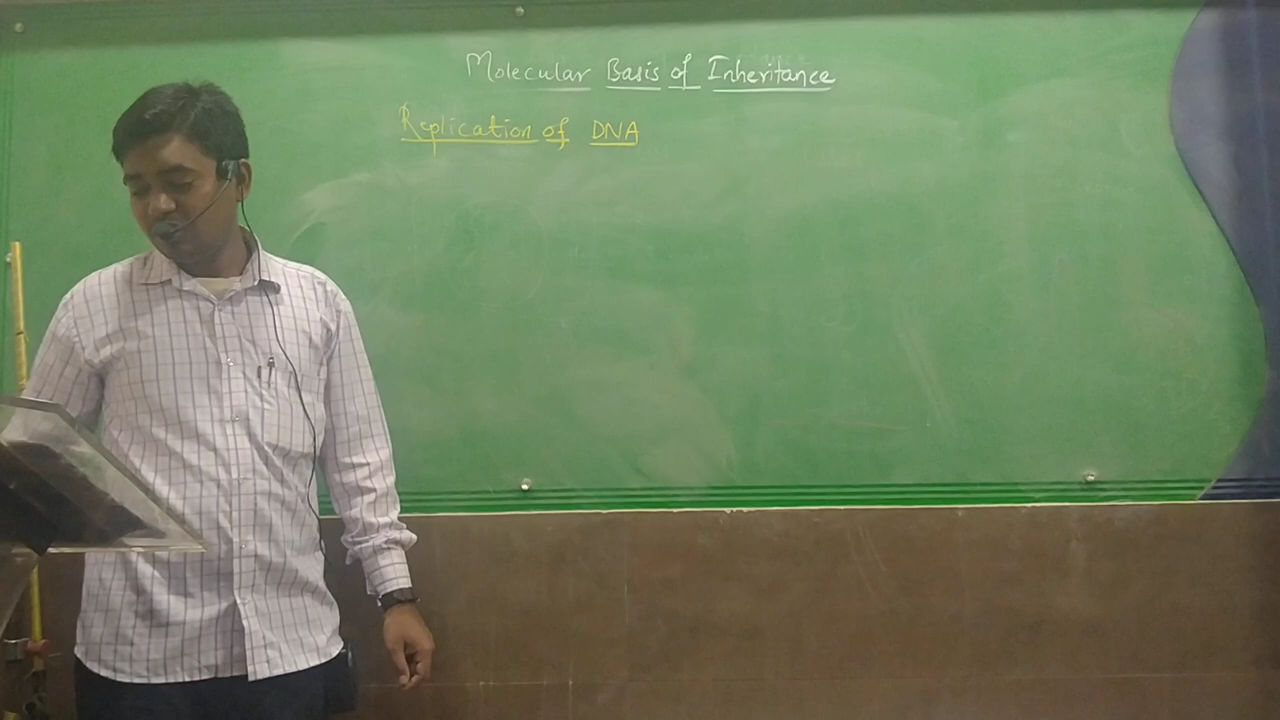 Molecular Basis of Inheritance
Replication of DNA